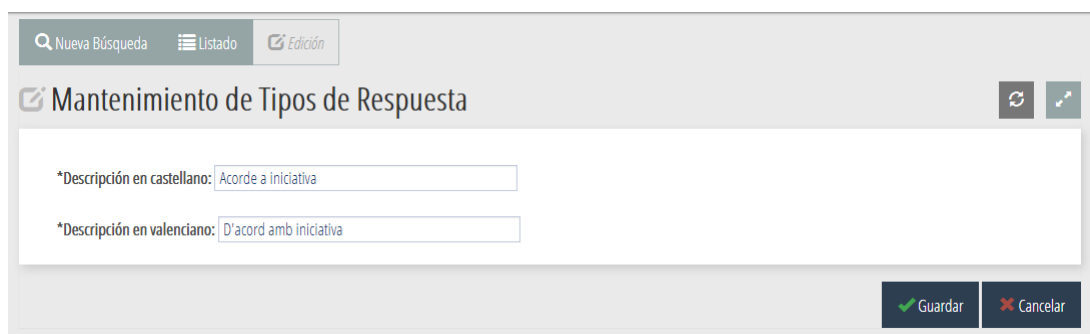 Nueva Búsqueda Listado Edición
Mantenimiento de Tipos de Respuesta
*Descripción en castellano: Acorde a iniciativa
*Descripción en valenciano: D'acord amb iniciativa
Guardar Cancelar